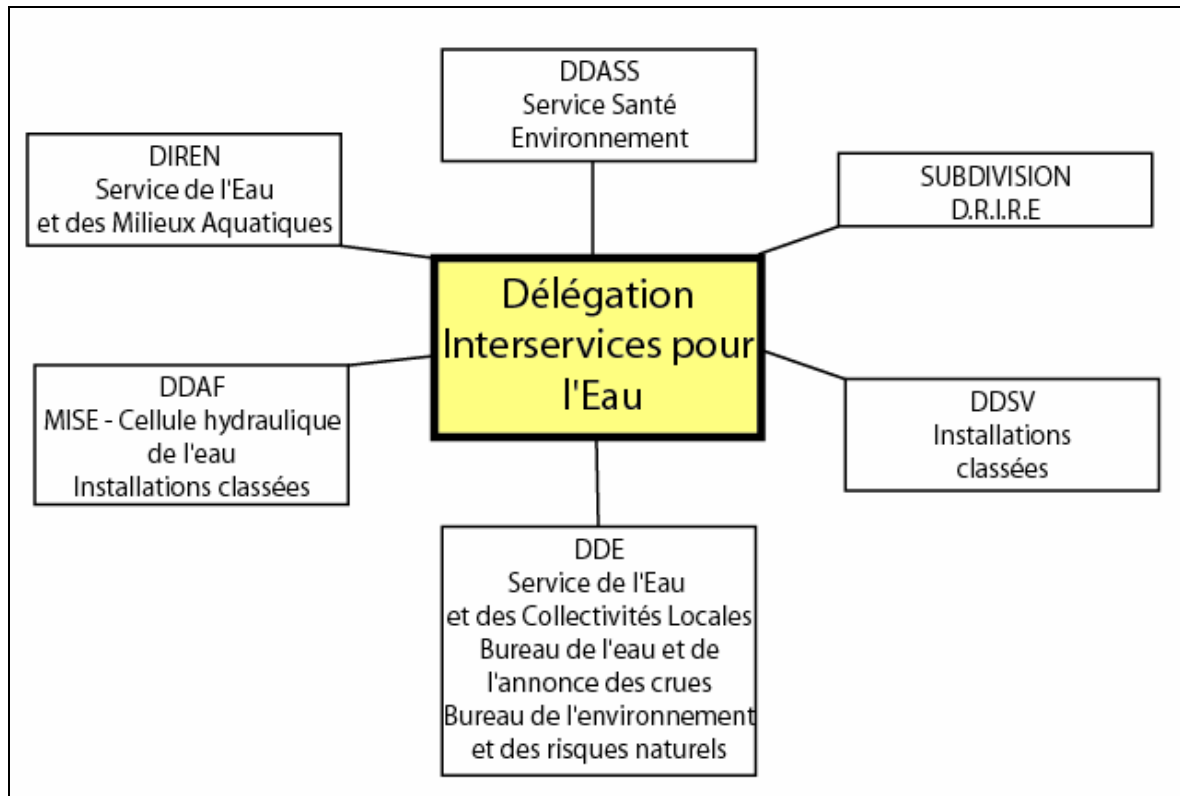 DDASS
Service Santé
Environnement
DIREN
Service de l'Eau
et des Milieux Aquatiques
SUBDIVISION
D.R.I.R.E
Délégation
Interservices pour
l'Eau
DDAF
MISE - Cellule hydraulique
de l'eau
Installations classées
DDSV
Installations
classées
DDE
Service de l'Eau
et des Collectivités Locales
Bureau de l'eau et de
l'annonce des crues
Bureau de l'environnement
et des risques naturels